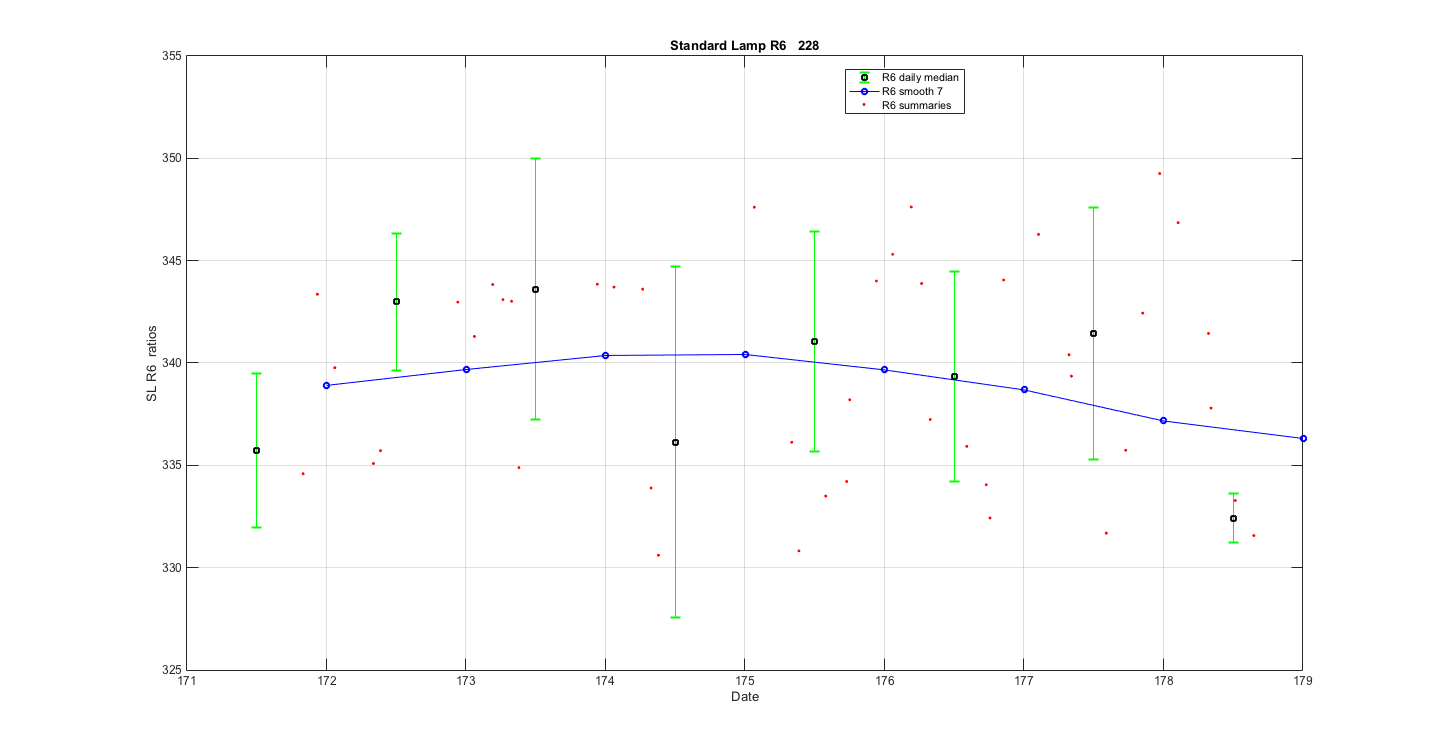 Standard Lamp R6 228
355
350
345
340
335
330
325
SL R6 ratios
R6 daily median
R6 smooth 7
R6 summaries
171 172 173 174 175 176 177 178 179
Date